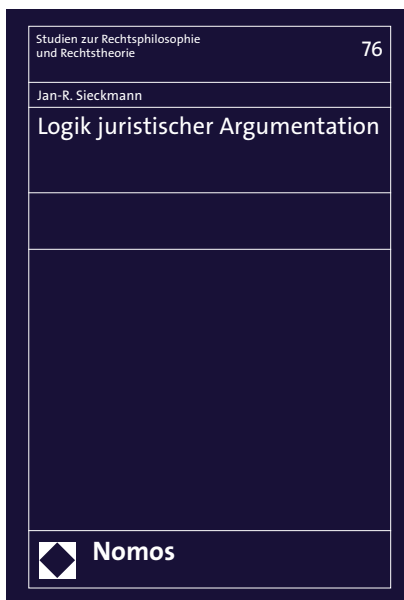 Studien zur Rechtsphilosophie
und Rechtstheorie
76
Jan-R. Sieckmann
Logik juristischer Argumentation
Nomos